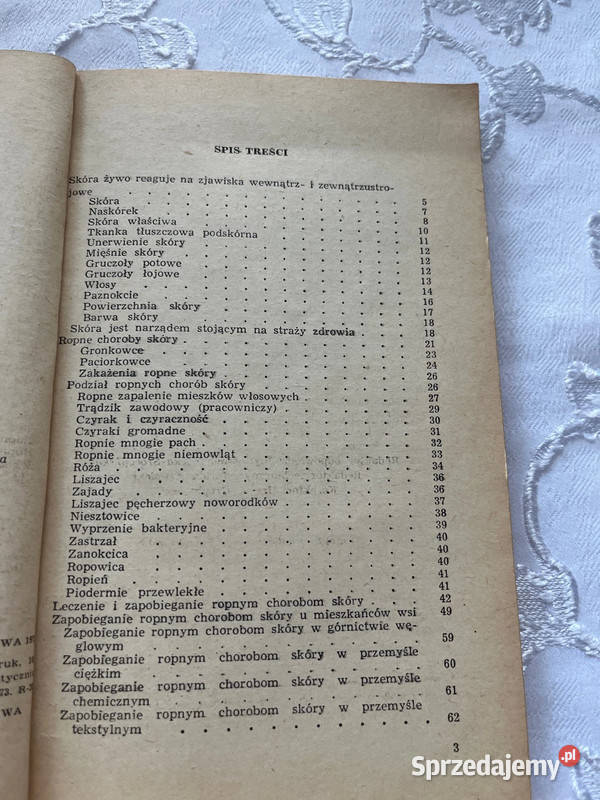 SPIS TREŚCI
Skóra żywo reaguje na zjawiska wewnątrz- i zewnątrzustro-
jowe . . . . . . . . . . 5
Skóra . . . . . . . . . . 7
Naskórek . . . . . . . . . 8
Skóra właściwa . . . . . . . . 10
Tkanka tłuszczowa podskórna . . . . . 11
Unerwienie skóry . . . . . . . 12
Mięśnie skóry . . . . . . . . 12
Gruczoły potowe . . . . . . . 12
Gruczoły łojowe . . . . . . . 13
Włosy . . . . . . . . . . 14
Paznokcie . . . . . . . . . 16
Powierzchnia skóry . . . . . . . 17
Barwa skóry . . . . . . . . 18
Skóra jest narządem stojącym na straży zdrowia . . 18
Ropne choroby skóry . . . . . . . 21
Gronkowce . . . . . . . . . 23
Paciorkowce . . . . . . . . 24
Zakażenia ropne skóry . . . . . . 26
Podział ropnych chorób skóry . . . . . 26
Ropne zapalenie mieszków włosowych . . . . 27
Trądzik zawodowy (pracowniczy) . . . . 29
Czyrak i czyraczność . . . . . . 30
Czyraki gromadne . . . . . . . 31
Ropnie mnogie pach . . . . . . . 32
Ropnie mnogie niemowląt . . . . . . 33
Róża . . . . . . . . . . 34
Liszajec . . . . . . . . . 36
Zajady . . . . . . . . . 36
Liszajec pęcherzowy noworodków . . . . 37
Niesztowice . . . . . . . . 38
Wyprzenie bakteryjne . . . . . . 39
Zastrzał . . . . . . . . . 40
Zanokcica . . . . . . . . . 40
Ropowica . . . . . . . . . 40
Ropień . . . . . . . . . 41
Piodermie przewlekłe . . . . . . 41
Leczenie i zapobieganie ropnym chorobom skóry . . . 42
Zapobieganie ropnym chorobom skóry u mieszkańców wsi 49
Zapobieganie ropnym chorobom skóry w górnictwie wę-
glowym . . . . . . . . . 59
Zapobieganie ropnym chorobom skóry w przemyśle
ciężkim . . . . . . . . . 60
Zapobieganie ropnym chorobom skóry w przemyśle
chemicznym . . . . . . . . 61
Zapobieganie ropnym chorobom skóry w przemyśle
tekstylnym . . . . . . . . 62
3
Sprzedajemy.pl